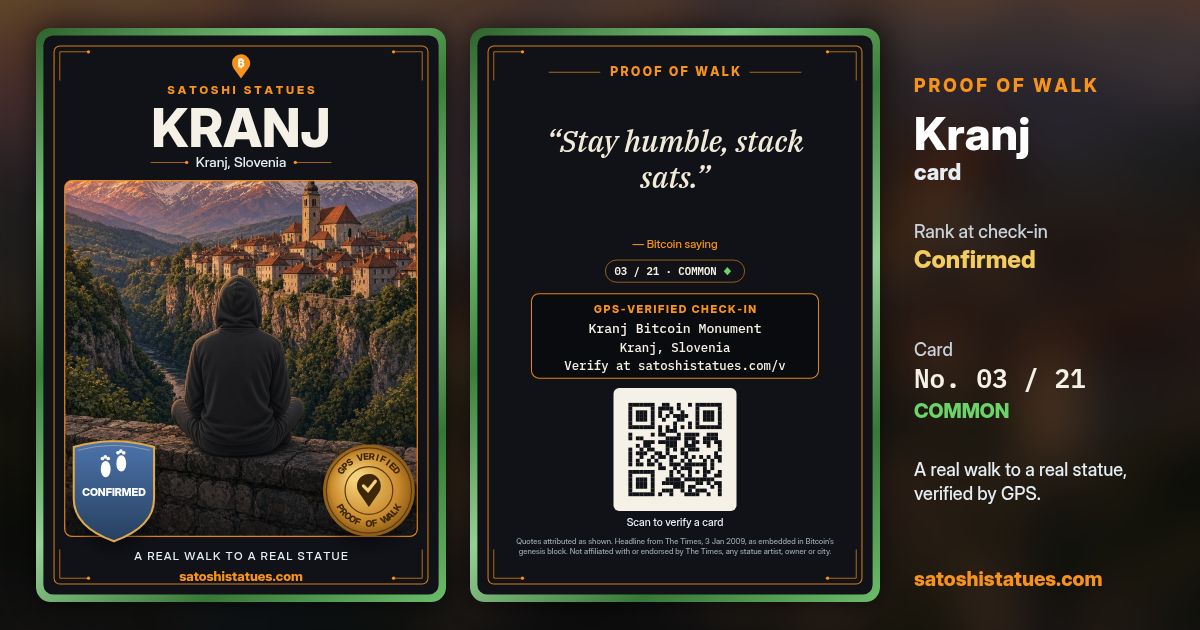 SATOSHI STATUES
KRANJ
Kranj, Slovenia
CONFIRMED
GPS VERIFIED
PROOF OF WALK
A REAL WALK TO A REAL STATUE
satoshistatues.com
PROOF OF WALK
“Stay humble, stack
sats.”
— Bitcoin saying
03 / 21 · COMMON
GPS-VERIFIED CHECK-IN
Kranj Bitcoin Monument
Kranj, Slovenia
Verify at satoshistatues.com/v
Scan to verify a card
Quotes attributed as shown. Headline from The Times, 3 Jan 2009, as embedded in Bitcoin's
genesis block. Not affiliated with or endorsed by The Times, any statue artist, owner or city.
PROOF OF WALK
Kranj
card
Rank at check-in
Confirmed
Card
No. 03 / 21
COMMON
A real walk to a real statue,
verified by GPS.
satoshistatues.com